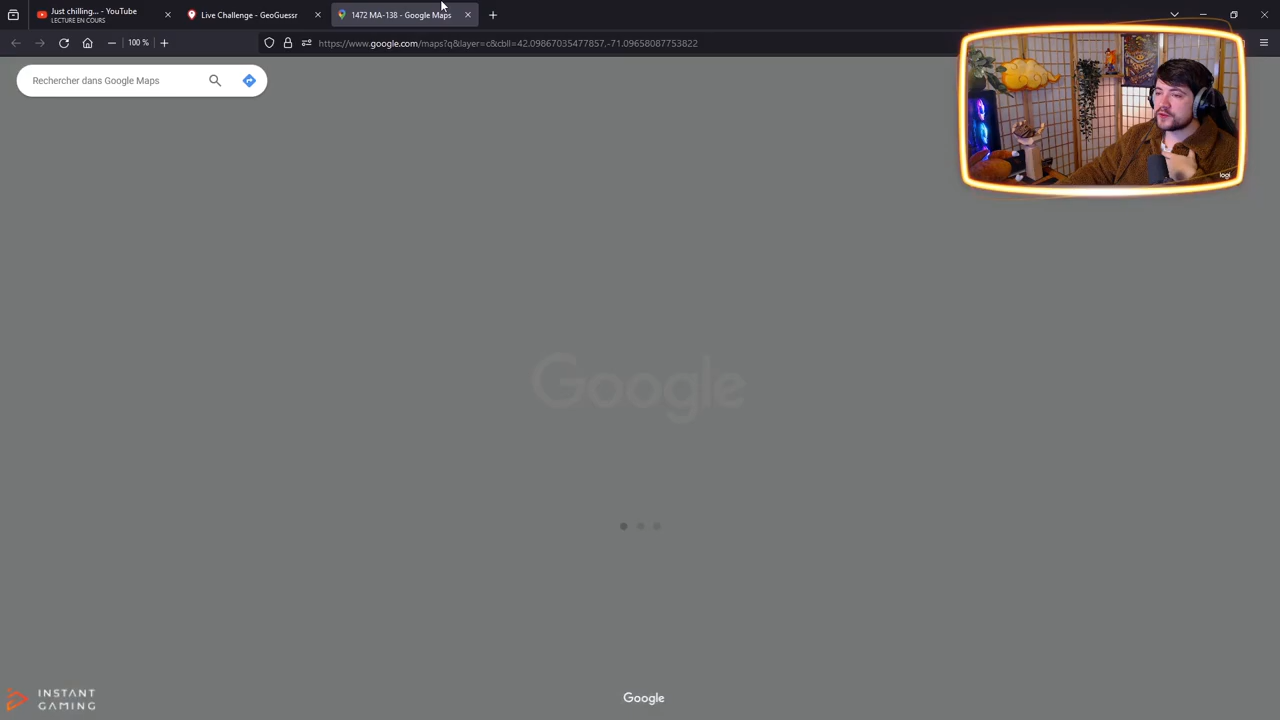 Just chilling... - YouTube
LECTURE EN COURS
Live Challenge - GeoGuessr
1472 MA-138 - Google Maps
100 %
https://www.google.com/maps?q&layer=c&cbll=42.09867035477857,-71.09658087753822
Rechercher dans Google Maps
logi
Google
INSTANT
GAMING
Google